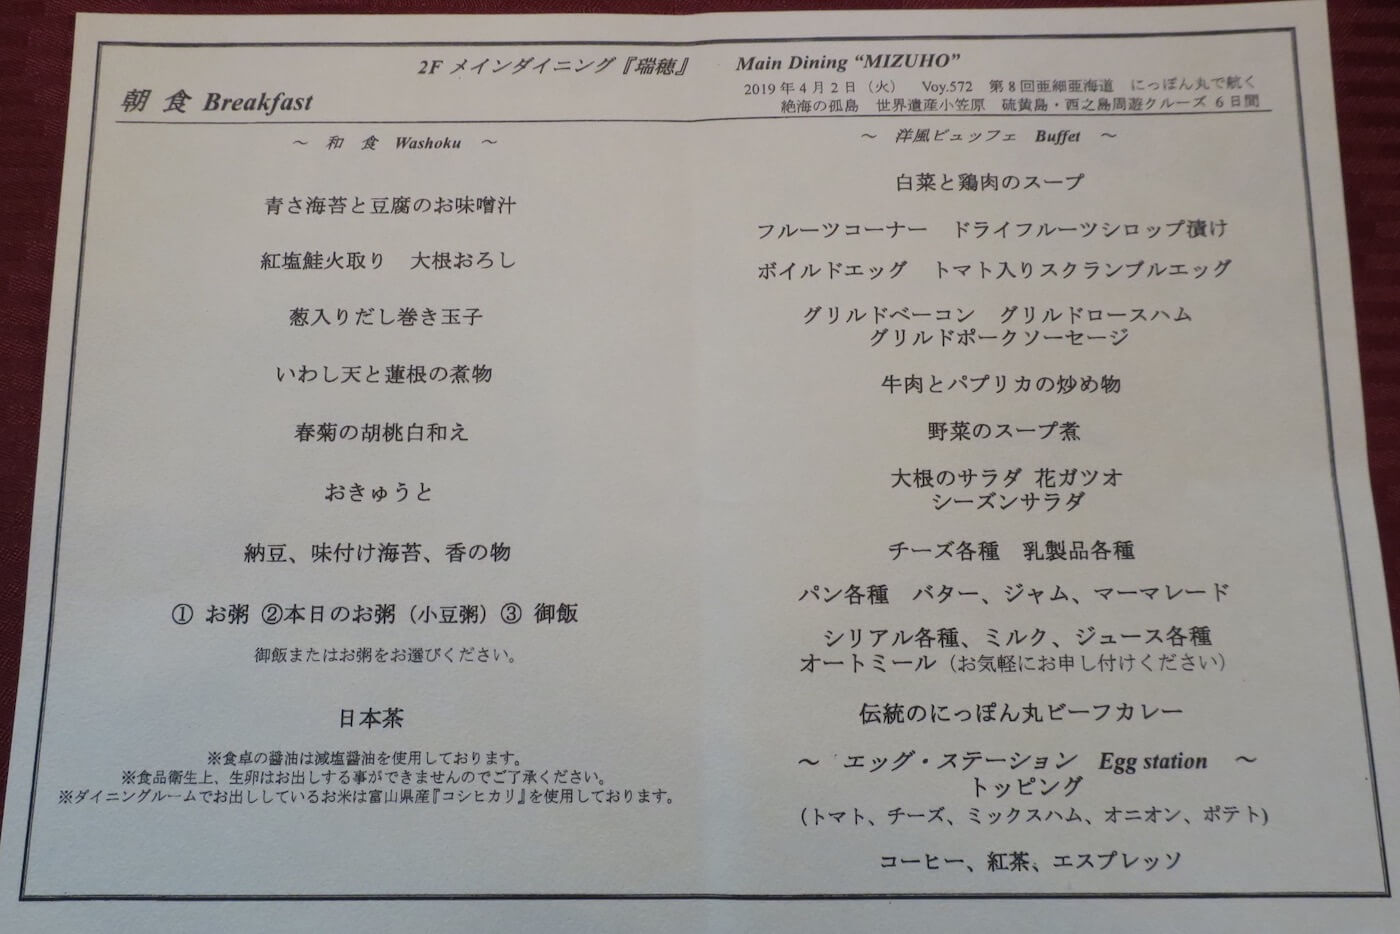 2F メインダイニング『瑞穂』 Main Dining “MIZUHO”
朝 食 Breakfast
2019年4月2日（火） Voy.572 第8回亜細亜海道 にっぽん丸で航く
絶海の孤島 世界遺産小笠原 硫黄島・西之島周遊クルーズ 6日間
～ 和 食 Washoku ～
青さ海苔と豆腐のお味噌汁
紅塩鮭火取り 大根おろし
葱入りだし巻き玉子
いわし天と蓮根の煮物
春菊の胡桃白和え
おきゅうと
納豆、味付け海苔、香の物
① お粥 ②本日のお粥（小豆粥）③ 御飯
御飯またはお粥をお選びください。
日本茶
※食卓の醤油は減塩醤油を使用しております。
※食品衛生上、生卵はお出しする事ができませんのでご了承ください。
※ダイニングルームでお出ししているお米は富山県産『コシヒカリ』を使用しております。
～ 洋風ビュッフェ Buffet ～
白菜と鶏肉のスープ
フルーツコーナー ドライフルーツシロップ漬け
ボイルドエッグ トマト入りスクランブルエッグ
グリルドベーコン グリルドロースハム
グリルドポークソーセージ
牛肉とパプリカの炒め物
野菜のスープ煮
大根のサラダ 花ガツオ
シーズンサラダ
チーズ各種 乳製品各種
パン各種 バター、ジャム、マーマレード
シリアル各種、ミルク、ジュース各種
オートミール（お気軽にお申し付けください）
伝統のにっぽん丸ビーフカレー
～ エッグ・ステーション Egg station ～
トッピング
（トマト、チーズ、ミックスハム、オニオン、ポテト）
コーヒー、紅茶、エスプレッソ